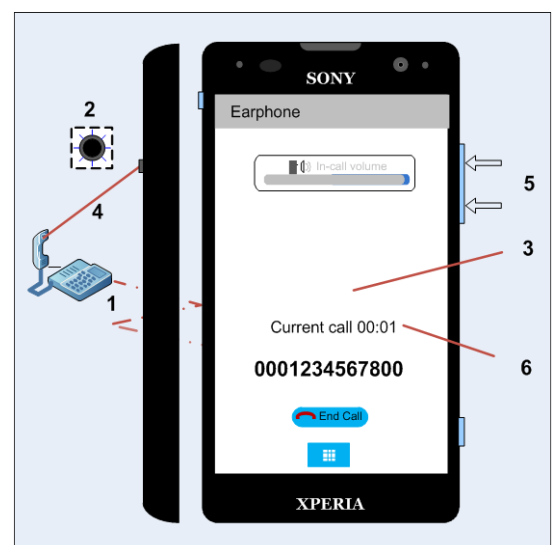 SONY
Earphone
2
In-call volume
5
4
3
1
Current call 00:01
6
0001234567800
End Call
XPERIA